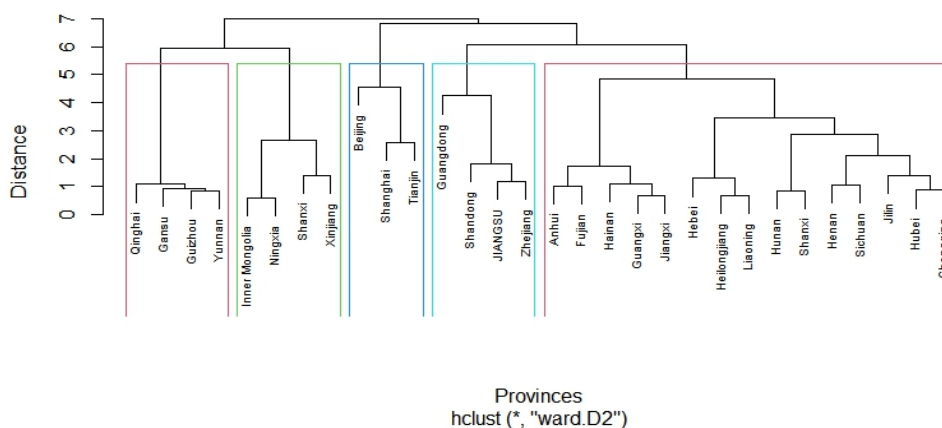 7
6
5
4
3
2
1
0
Distance
Qinghai
Gansu
Guizhou
Yunnan
Inner Mongolia
Ningxia
Shanxi
Xinjiang
Beijing
Shanghai
Tianjin
Guangdong
Shandong
JIANGSU
Zhejiang
Anhui
Fujian
Hainan
Guangxi
Jiangxi
Hebei
Heilongjiang
Liaoning
Hunan
Shanxi
Henan
Sichuan
Jilin
Hubei
Provinces
hclust (*, "ward.D2")